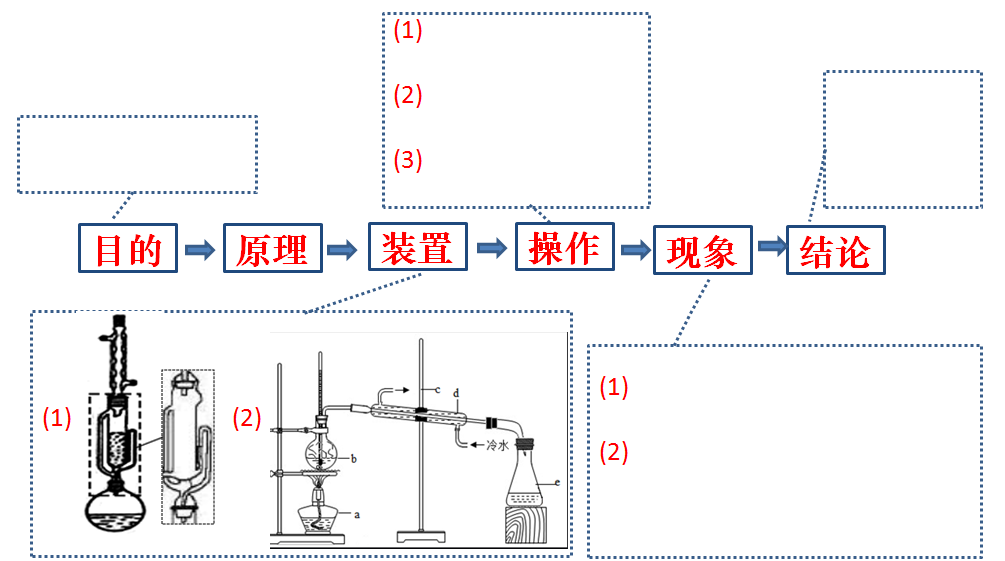 (1)
(2)
(3)
目的
原理
装置
操作
现象
结论
(1)
(2)
c
d
冷水
b
a
e
(1)
(2)